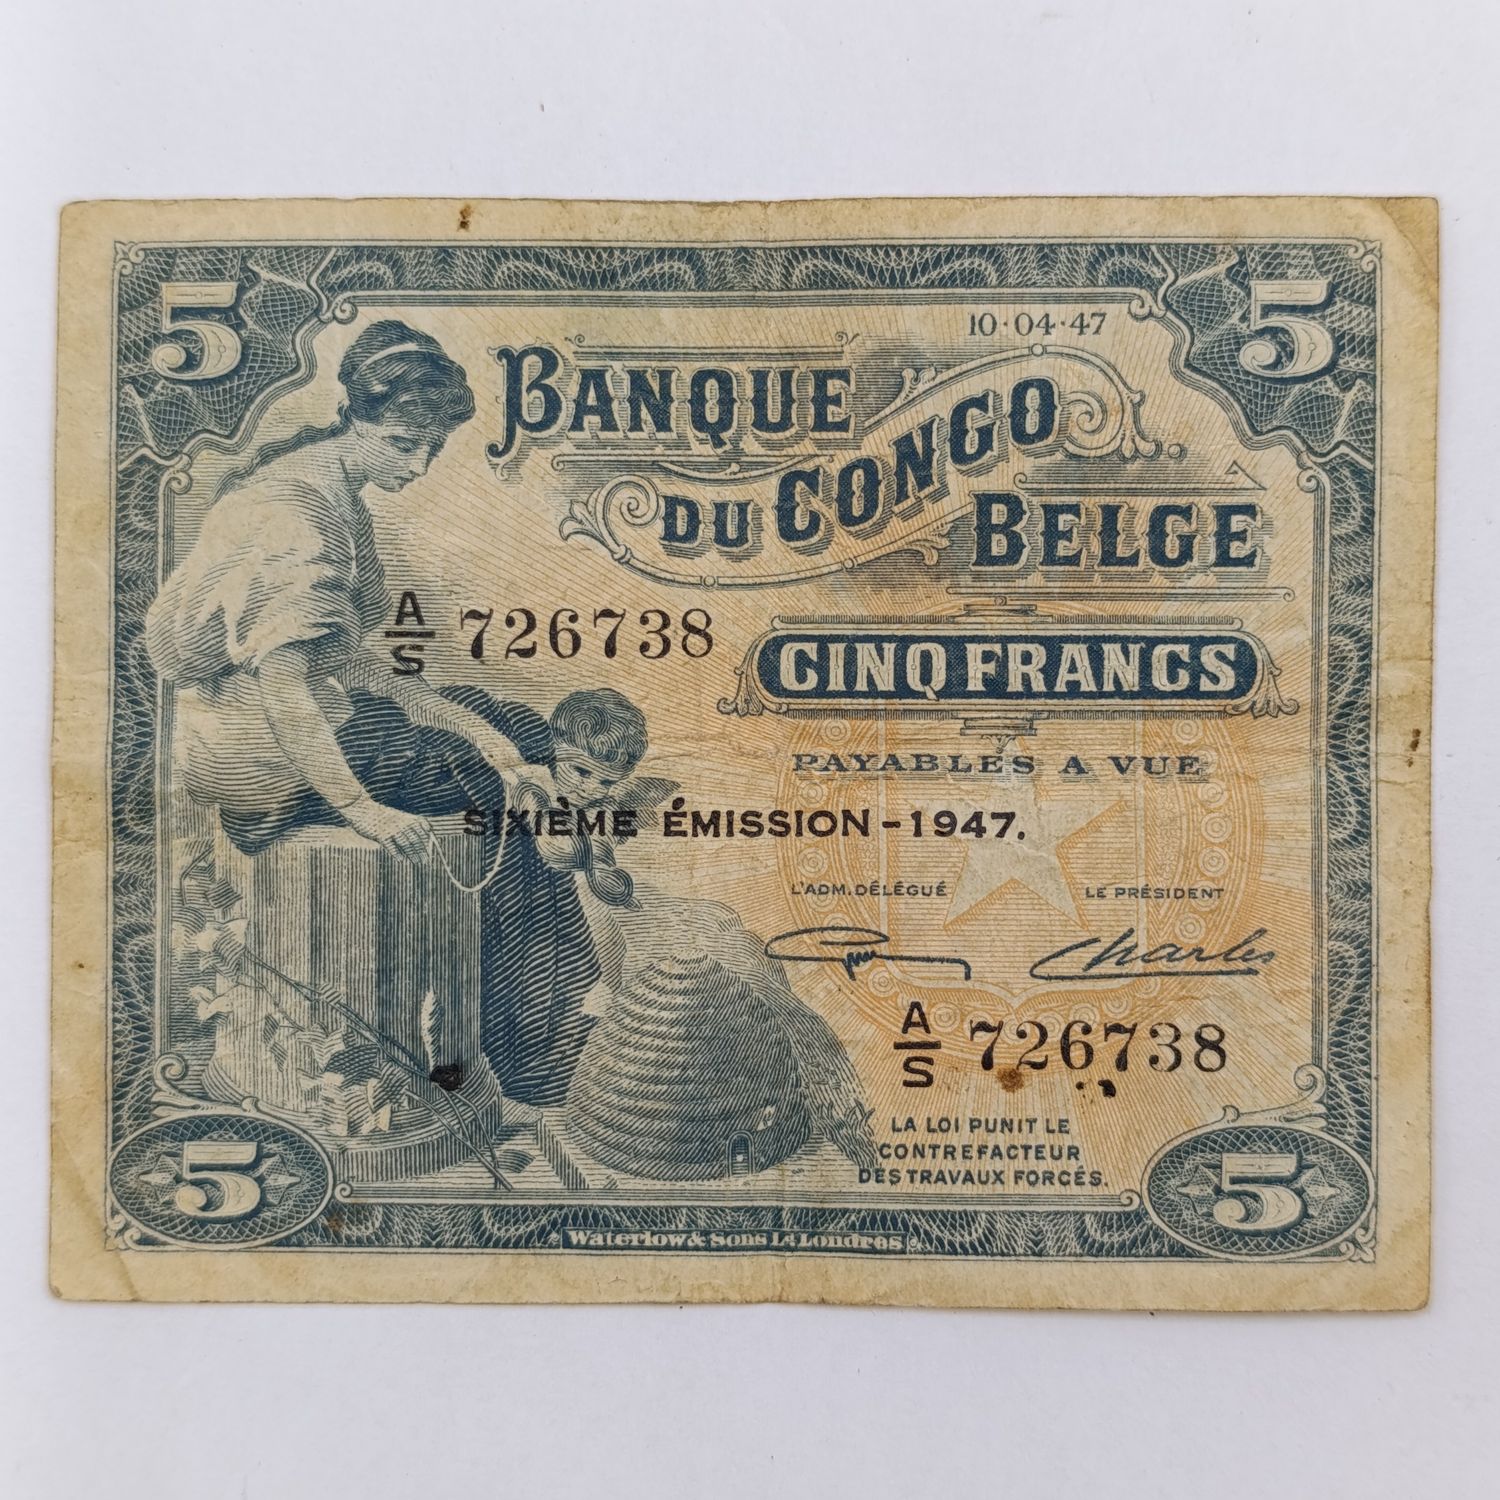 5
5
10·04·47
BANQUE
DU CONGO
BELGE
A/S 726738
CINQ FRANCS
PAYABLES A VUE
SIXIÈME ÉMISSION - 1947.
L'ADM. DÉLÉGUÉ
LE PRÉSIDENT
Charles
A/S 726738
LA LOI PUNIT LE
CONTREFACTEUR
DES TRAVAUX FORCÉS.
5
5
Waterlow & Sons Ld Londres